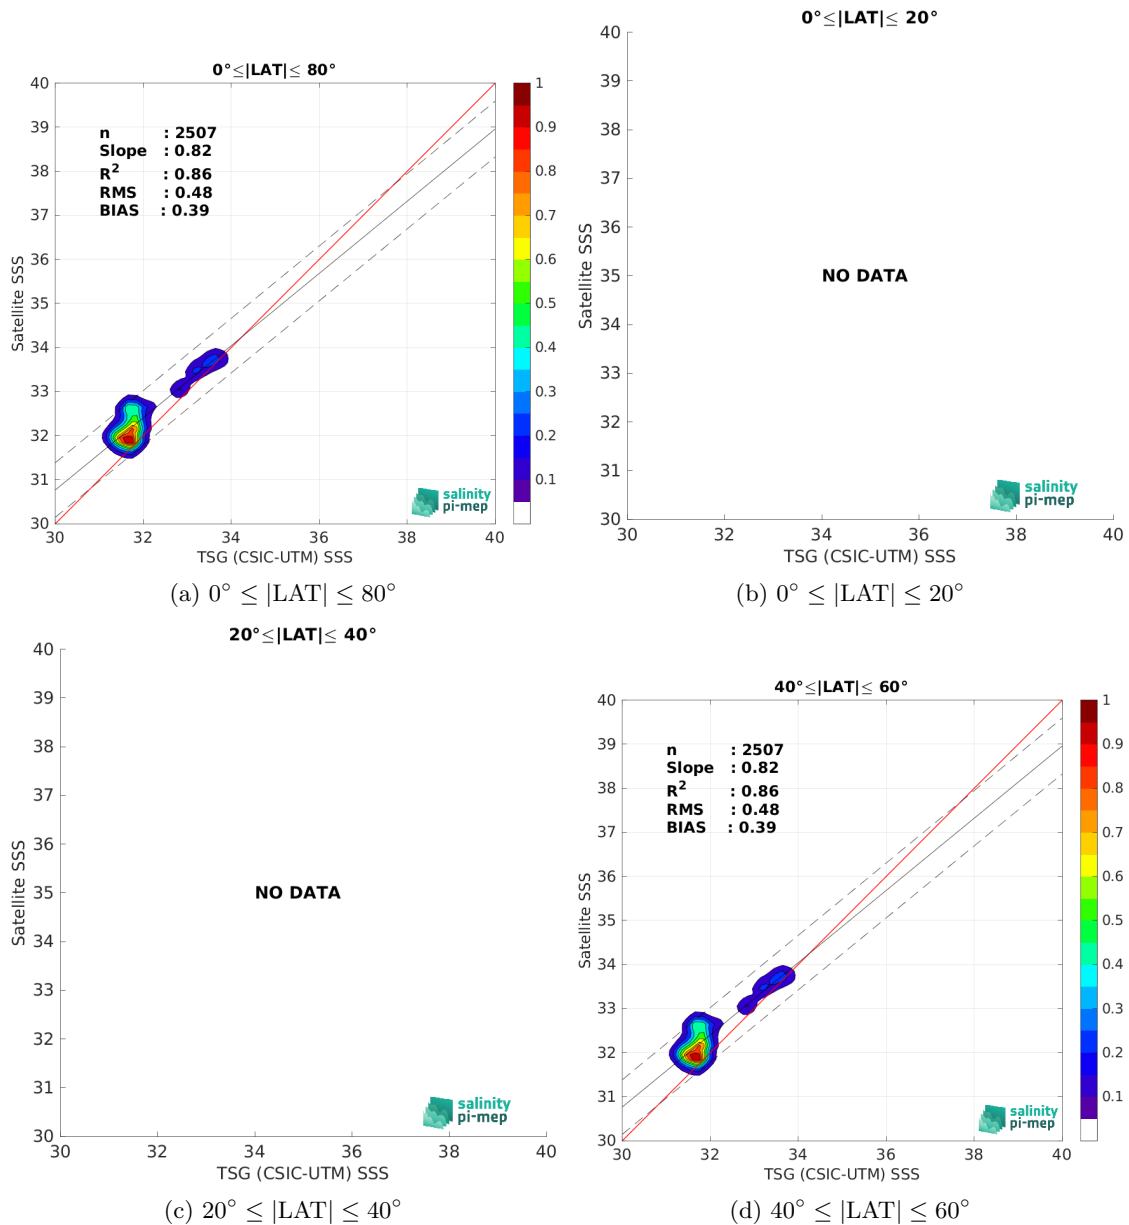 0°≤|LAT|≤ 80°
40
39
38
37
36
35
34
33
32
31
30
Satellite SSS
n : 2507
Slope : 0.82
R² : 0.86
RMS : 0.48
BIAS : 0.39
salinity
pi-mep
30 32 34 36 38 40
TSG (CSIC-UTM) SSS
1
0.9
0.8
0.7
0.6
0.5
0.4
0.3
0.2
0.1
(a) 0° ≤ |LAT| ≤ 80°
0°≤|LAT|≤ 20°
40
39
38
37
36
35
34
33
32
31
30
Satellite SSS
NO DATA
salinity
pi-mep
30 32 34 36 38 40
TSG (CSIC-UTM) SSS
(b) 0° ≤ |LAT| ≤ 20°
20°≤|LAT|≤ 40°
40
39
38
37
36
35
34
33
32
31
30
Satellite SSS
NO DATA
salinity
pi-mep
30 32 34 36 38 40
TSG (CSIC-UTM) SSS
(c) 20° ≤ |LAT| ≤ 40°
40°≤|LAT|≤ 60°
40
39
38
37
36
35
34
33
32
31
30
Satellite SSS
n : 2507
Slope : 0.82
R² : 0.86
RMS : 0.48
BIAS : 0.39
salinity
pi-mep
30 32 34 36 38 40
TSG (CSIC-UTM) SSS
1
0.9
0.8
0.7
0.6
0.5
0.4
0.3
0.2
0.1
(d) 40° ≤ |LAT| ≤ 60°